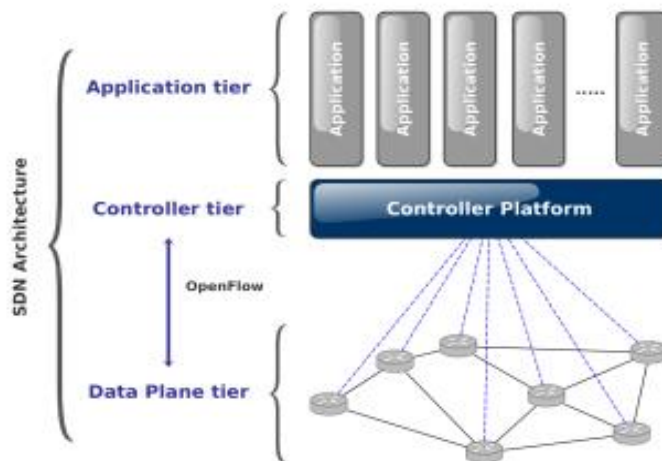 SDN Architecture
Application tier
Application
Application
Application
Application
.....
Application
Controller tier
Controller Platform
OpenFlow
Data Plane tier